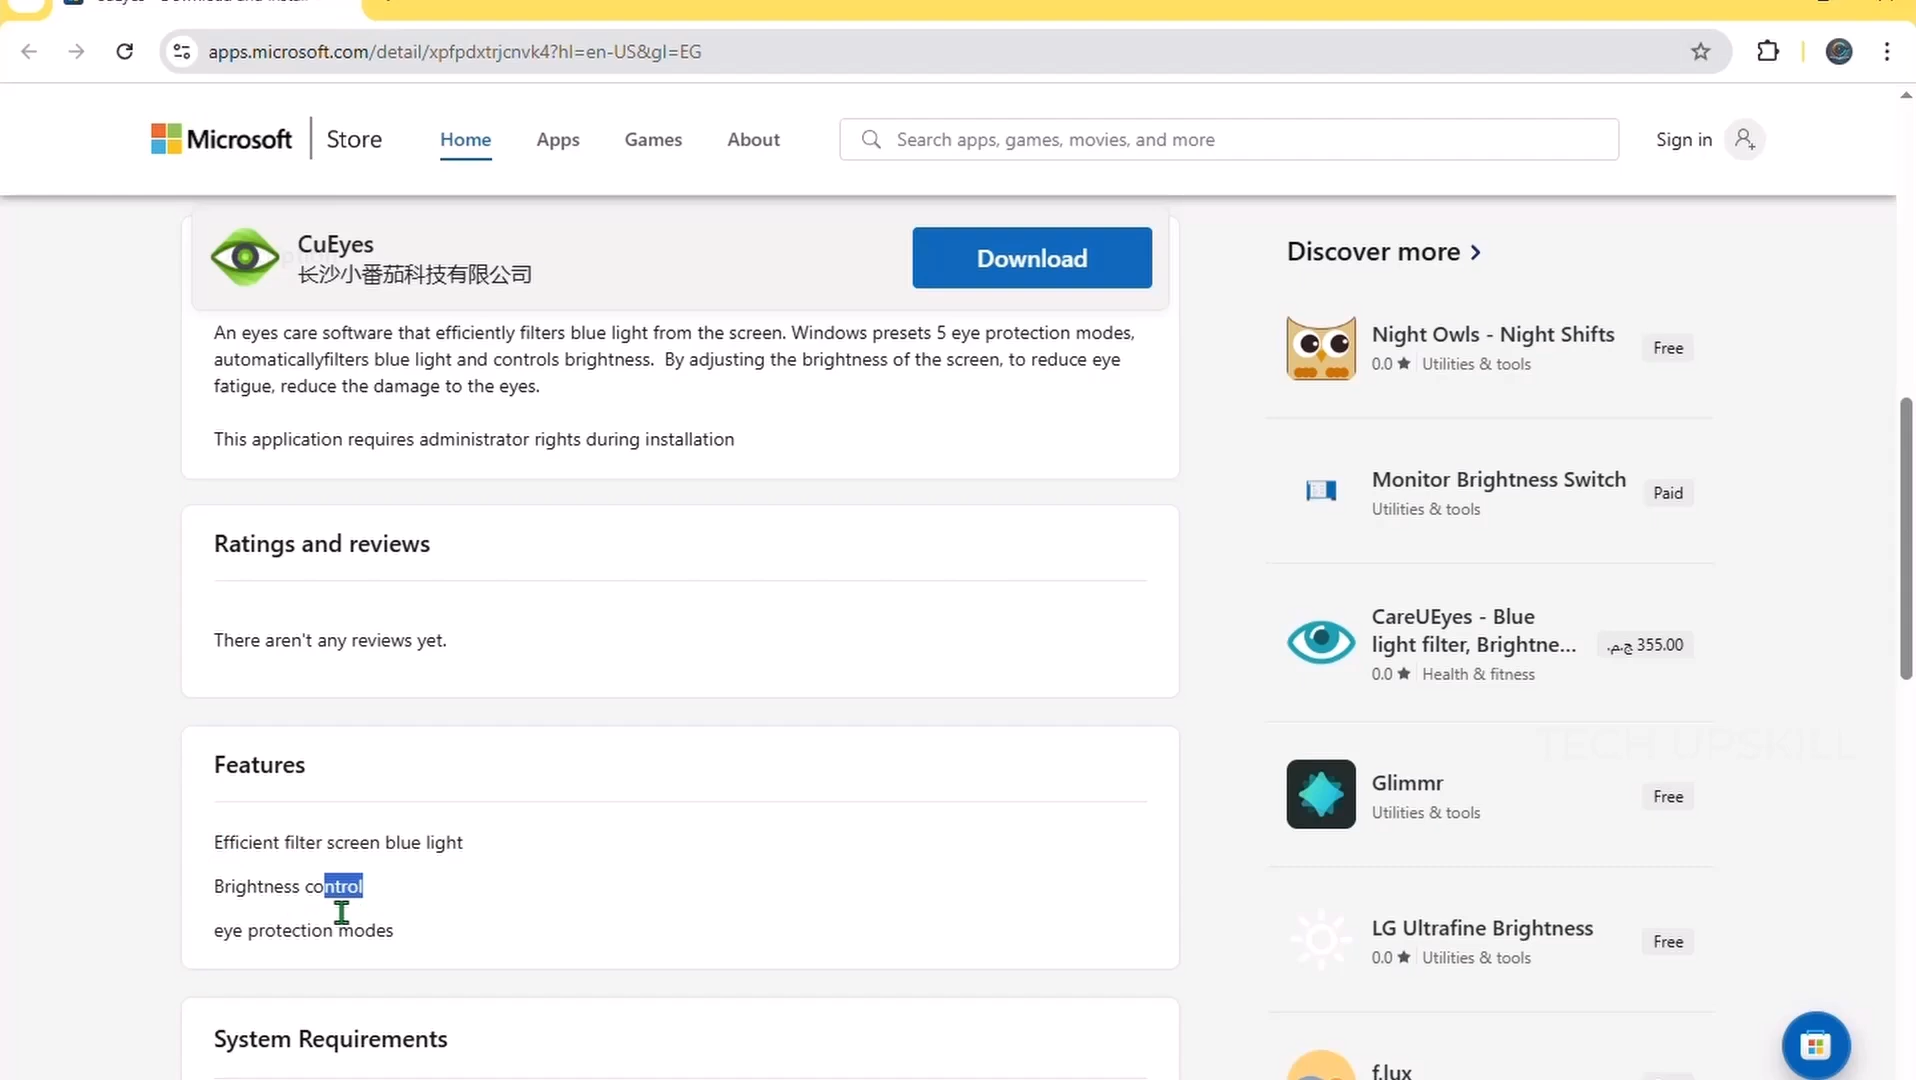 apps.microsoft.com/detail/xpfpdxtrjcnvk4?hl=en-US&gl=EG
Microsoft
Store
Home
Apps
Games
About
Search apps, games, movies, and more
Sign in
CuEyes
长沙小番茄科技有限公司
Download
An eyes care software that efficiently filters blue light from the screen. Windows presets 5 eye protection modes,
automaticallyfilters blue light and controls brightness.  By adjusting the brightness of the screen, to reduce eye
fatigue, reduce the damage to the eyes.
This application requires administrator rights during installation
Ratings and reviews
There aren't any reviews yet.
Features
Efficient filter screen blue light
Brightness control
eye protection modes
System Requirements
Discover more
Night Owls - Night Shifts
0.0 ★ Utilities & tools
Free
Monitor Brightness Switch
Utilities & tools
Paid
CareUEyes - Blue
light filter, Brightne...
0.0 ★ Health & fitness
ج.م.‏ 355.00
TECH UPSKILL
Glimmr
Utilities & tools
Free
LG Ultrafine Brightness
0.0 ★ Utilities & tools
Free
f.lux